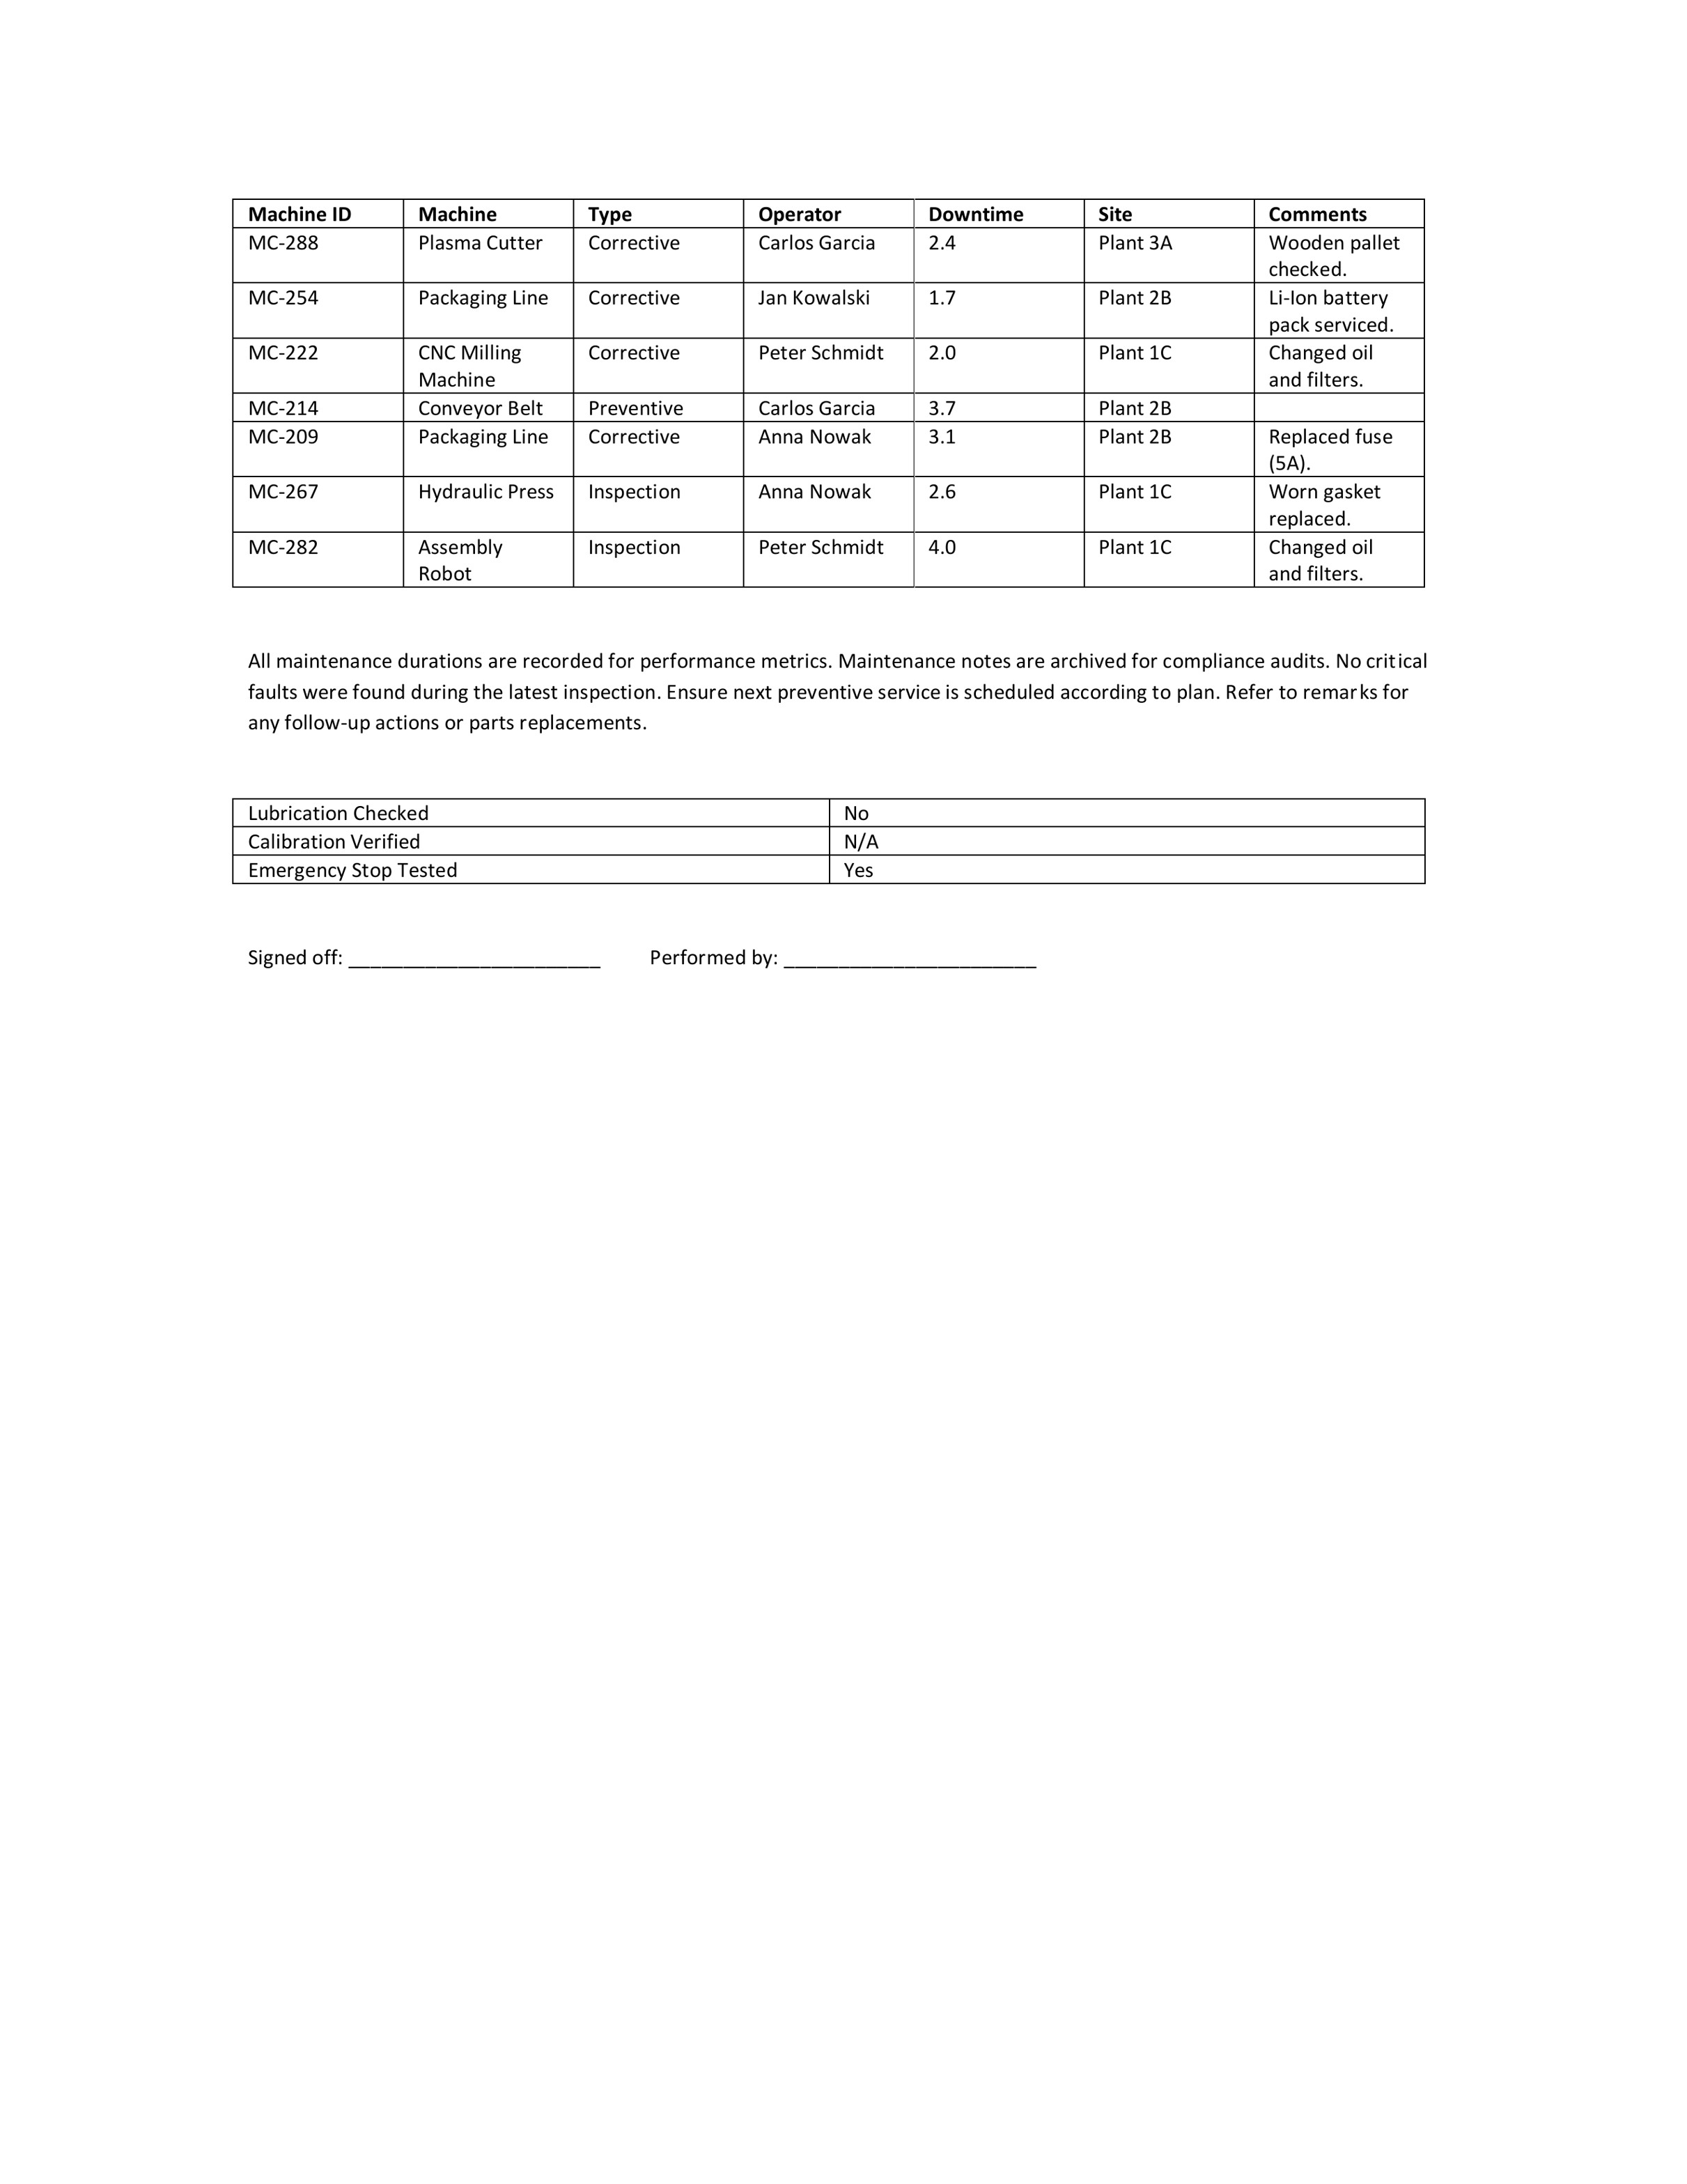 Machine ID Machine Type Operator Downtime Site Comments
MC-288 Plasma Cutter Corrective Carlos Garcia 2.4 Plant 3A Wooden pallet
checked.
MC-254 Packaging Line Corrective Jan Kowalski 1.7 Plant 2B Li-Ion battery
pack serviced.
MC-222 CNC Milling Corrective Peter Schmidt 2.0 Plant 1C Changed oil
Machine and filters.
MC-214 Conveyor Belt Preventive Carlos Garcia 3.7 Plant 2B
MC-209 Packaging Line Corrective Anna Nowak 3.1 Plant 2B Replaced fuse
(5A).
MC-267 Hydraulic Press Inspection Anna Nowak 2.6 Plant 1C Worn gasket
replaced.
MC-282 Assembly Inspection Peter Schmidt 4.0 Plant 1C Changed oil
Robot and filters.
All maintenance durations are recorded for performance metrics. Maintenance notes are archived for compliance audits. No critical
faults were found during the latest inspection. Ensure next preventive service is scheduled according to plan. Refer to remarks for
any follow-up actions or parts replacements.
Lubrication Checked No
Calibration Verified N/A
Emergency Stop Tested Yes
Signed off: _______________________ Performed by: _______________________